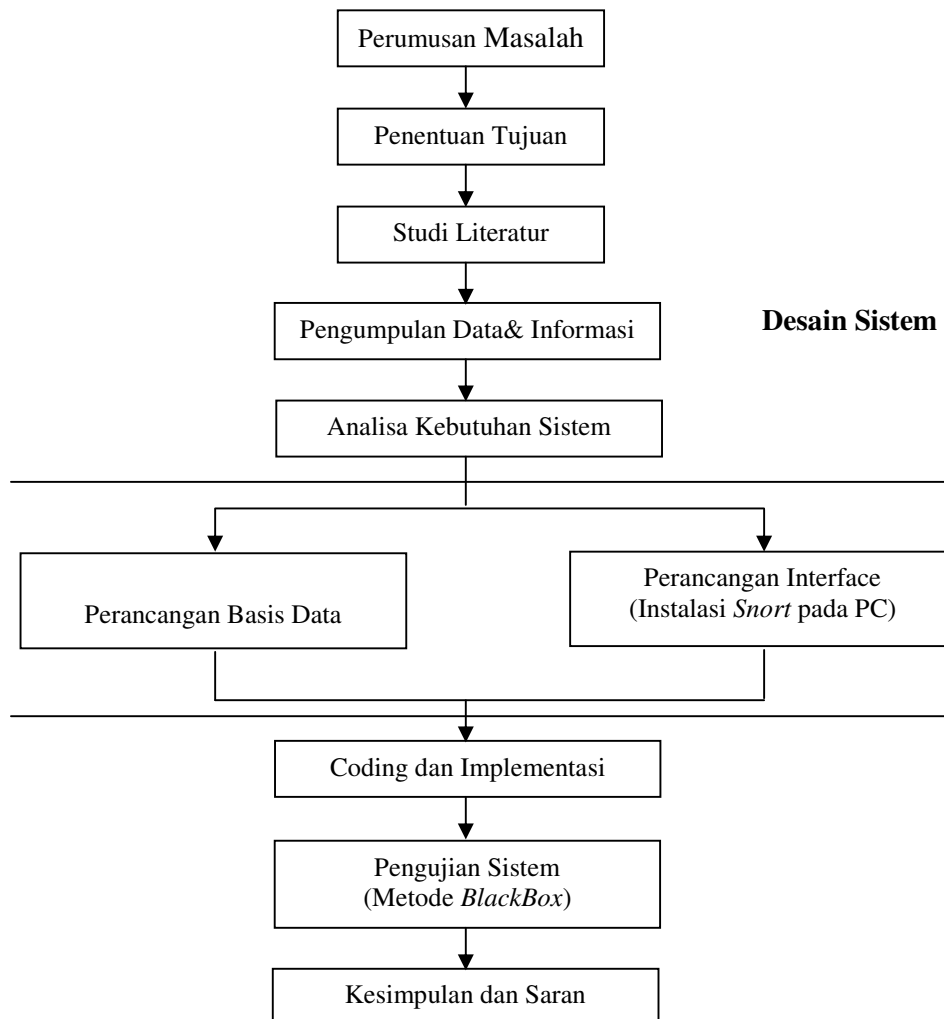 Perumusan Masalah
Penentuan Tujuan
Studi Literatur
Pengumpulan Data& Informasi
Desain Sistem
Analisa Kebutuhan Sistem
Perancangan Basis Data
Perancangan Interface
(Instalasi Snort pada PC)
Coding dan Implementasi
Pengujian Sistem
(Metode BlackBox)
Kesimpulan dan Saran